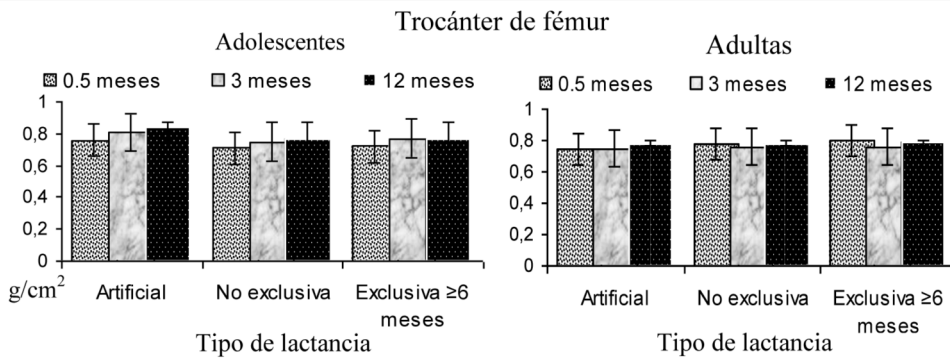 Trocánter de fémur
Adolescentes
0.5 meses 3 meses 12 meses
1
0,8
0,6
0,4
0,2
0
g/cm²
Artificial No exclusiva Exclusiva ≥6
meses
Tipo de lactancia
Adultas
0.5 meses 3 meses 12 meses
1
0,8
0,6
0,4
0,2
0
Artificial No exclusiva Exclusiva ≥6
meses
Tipo de lactancia